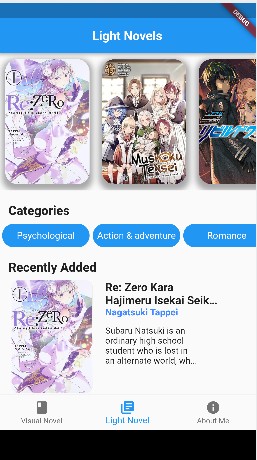 DEBUG
Light Novels
1
Re:ZeRo
Mushoku
Tensei
Categories
Psychological
Action & adventure
Romance
Recently Added
Re: Zero Kara
Hajimeru Isekai Seik...
Nagatsuki Tappei
Subaru Natsuki is an
ordinary high school
student who is lost in
an alternate world, wh...
1
Re:ZeRo
Visual Novel
Light Novel
About Me